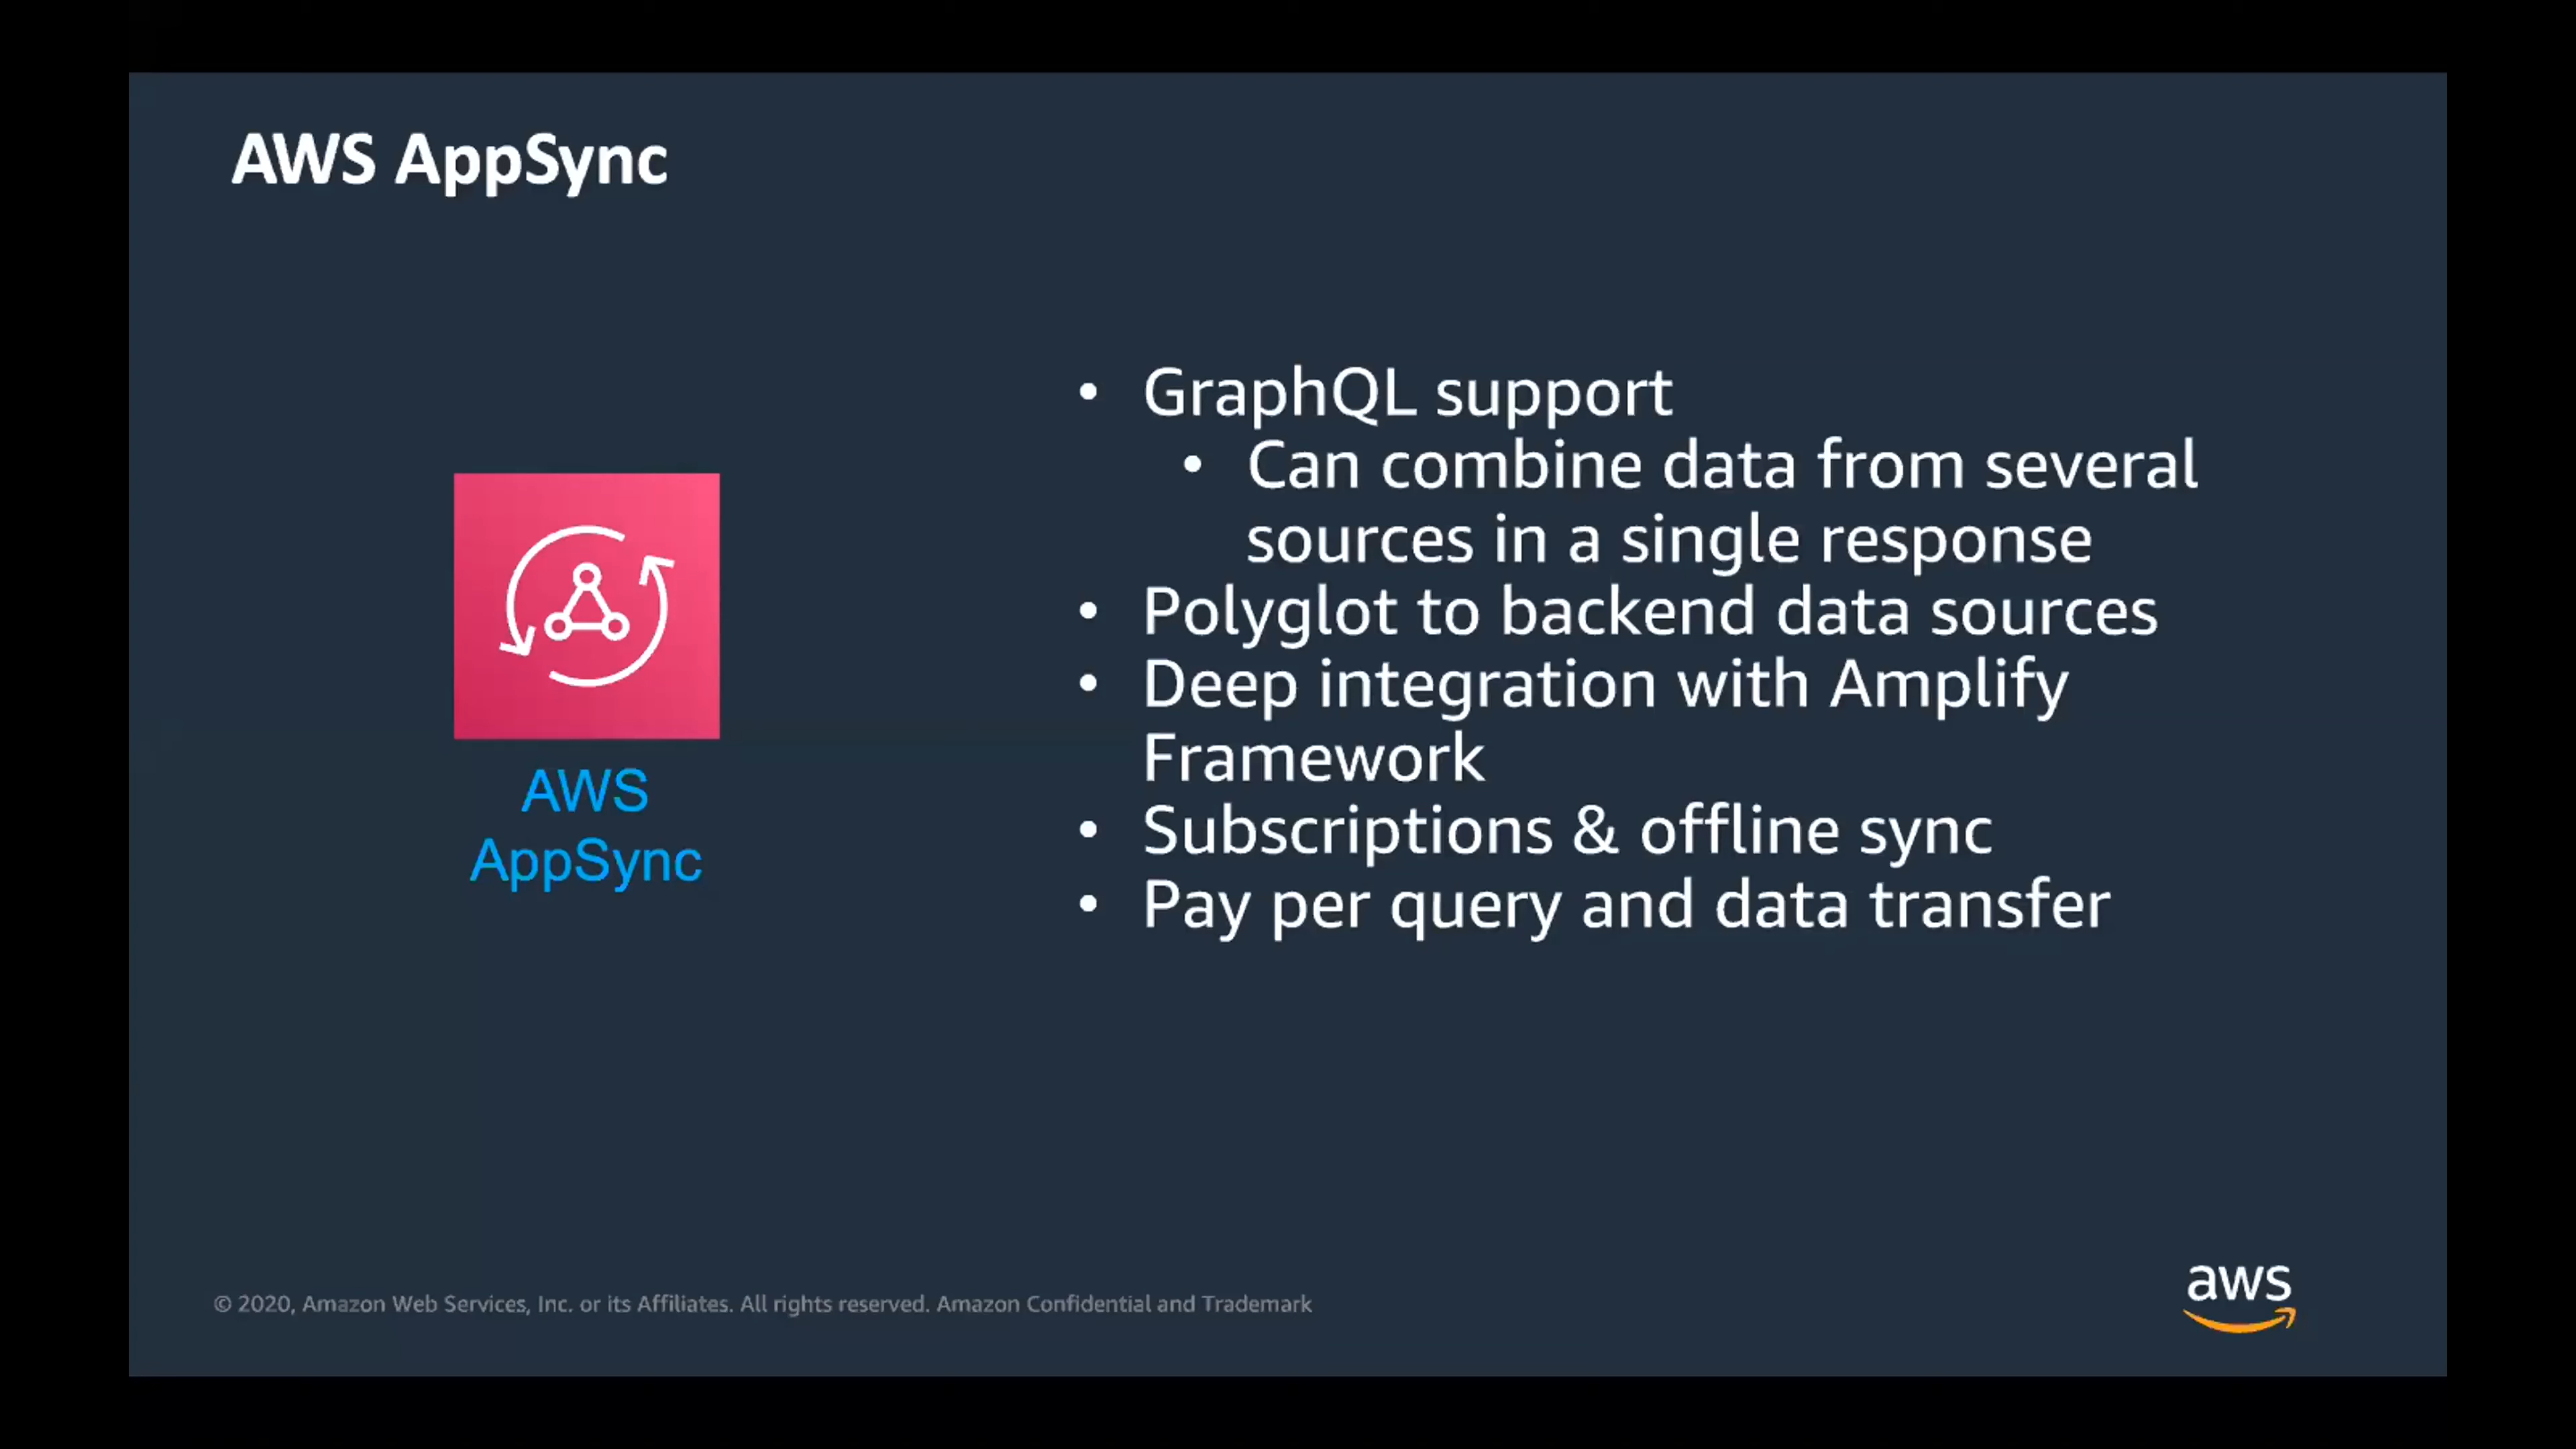 AWS AppSync
• GraphQL support
• Can combine data from several
sources in a single response
• Polyglot to backend data sources
• Deep integration with Amplify
Framework
• Subscriptions & offline sync
• Pay per query and data transfer
AWS
AppSync
© 2020, Amazon Web Services, Inc. or its Affiliates. All rights reserved. Amazon Confidential and Trademark
aws